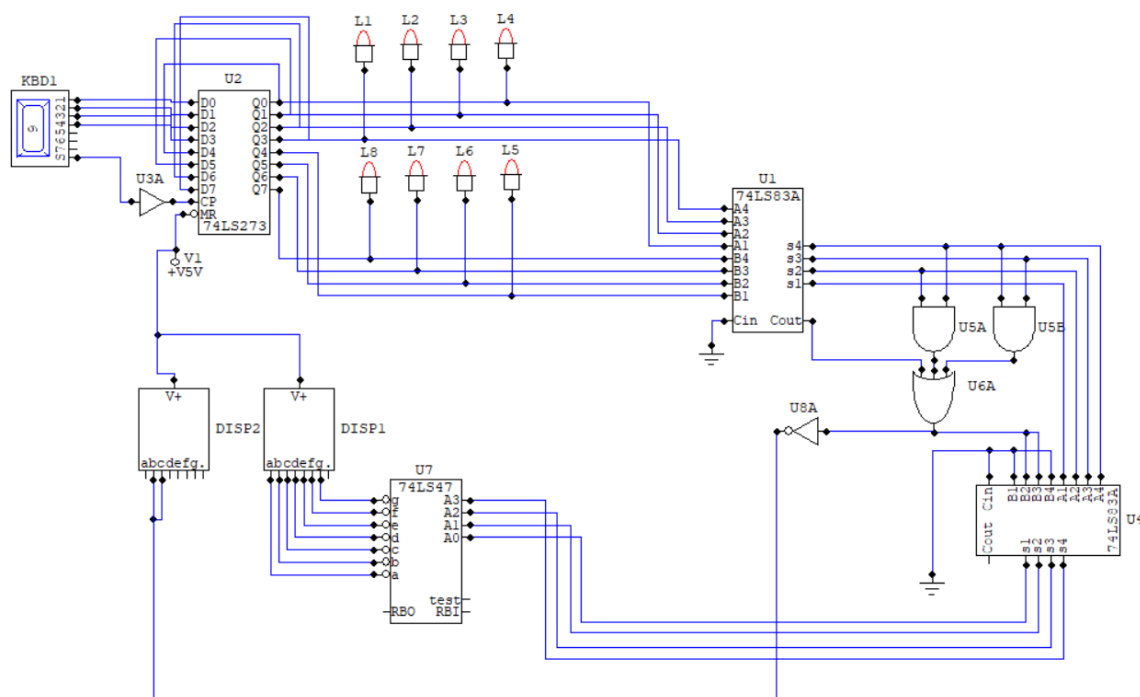 L1 L2 L3 L4
KBD1
9
S7654321
U2
D0 Q0
D1 Q1
D2 Q2
D3 Q3
D4 Q4
D5 Q5
D6 Q6
D7 Q7
CP
MR
74LS273
U3A
V1
+V5V
L8 L7 L6 L5
U1
74LS83A
A4
A3
A2
A1 s4
B4 s3
B3 s2
B2 s1
B1
Cin Cout
U5A U5B
U6A
U8A
V+ V+
DISP2 DISP1
abcdefg. abcdefg.
U7
74LS47
g A3
f A2
e A1
d A0
c
b
a
test
RBO RBI
Cin B1 B2 B3 B4 A1 A2 A3 A4
Cout s1 s2 s3 s4
74LS83A
U4